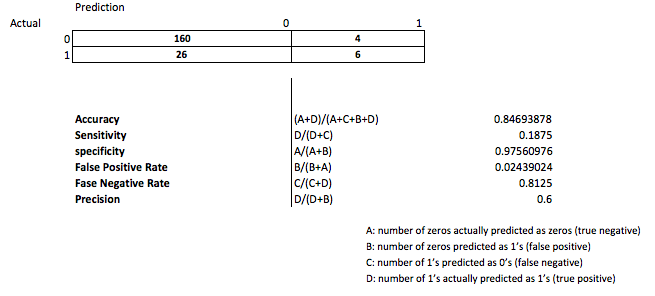 Prediction
Actual 0 1
0 160 4
1 26 6
Accuracy (A+D)/(A+C+B+D) 0.84693878
Sensitivity D/(D+C) 0.1875
specificity A/(A+B) 0.97560976
False Positive Rate B/(B+A) 0.02439024
Fase Negative Rate C/(C+D) 0.8125
Precision D/(D+B) 0.6
A: number of zeros actually predicted as zeros (true negative)
B: number of zeros predicted as 1's (false positive)
C: number of 1's predicted as 0's (false negative)
D: number of 1's actually predicted as 1's (true positive)